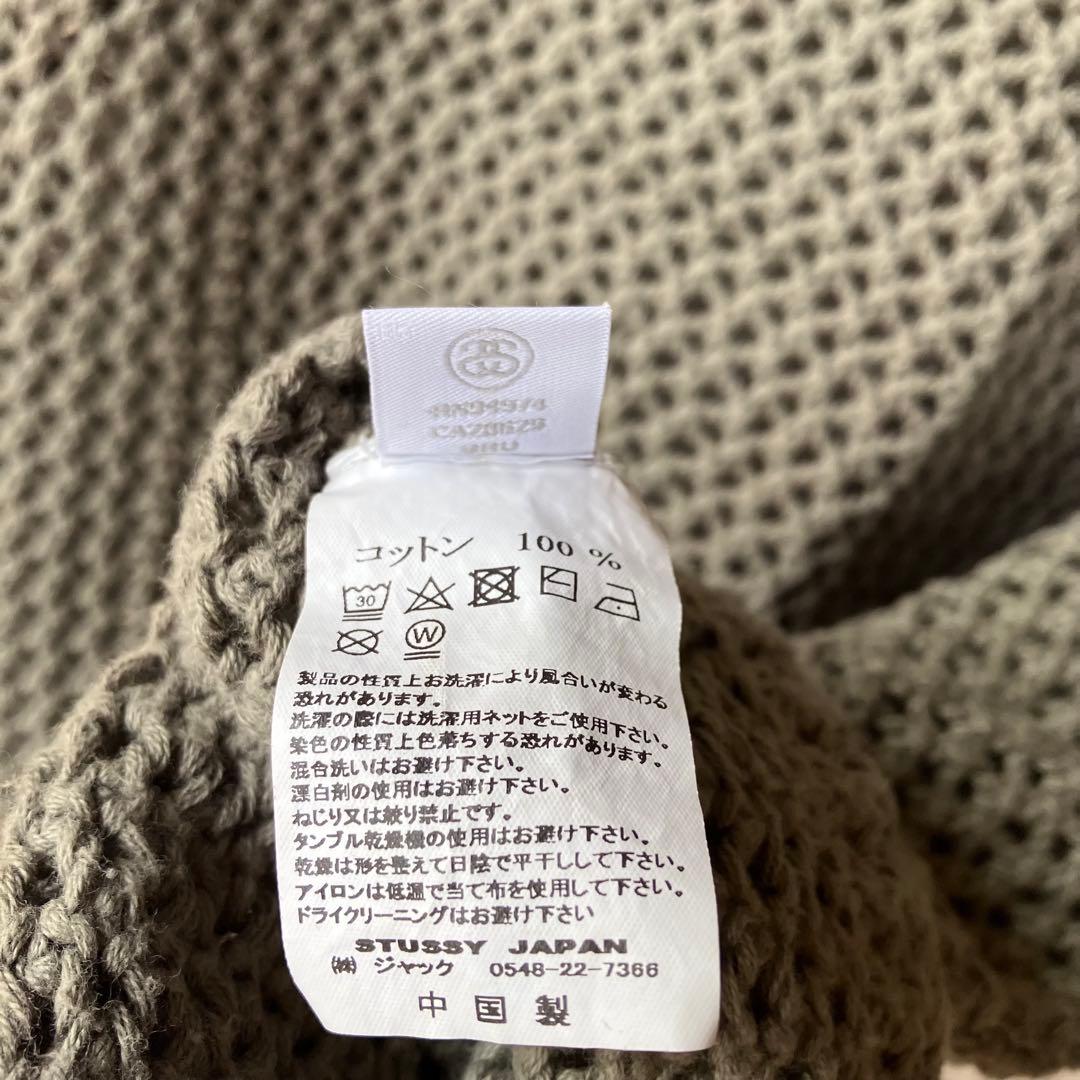 コットン 100 %
30
W
製品の性質上お洗濯により風合いが変わる
恐れがあります。
洗濯の際には洗濯用ネットをご使用下さい。
染色の性質上色落ちする恐れがあります。
混合洗いはお避け下さい。
漂白剤の使用はお避け下さい。
ねじり又は絞り禁止です。
タンブル乾燥機の使用はお避け下さい。
乾燥は形を整えて日陰で平干しして下さい。
アイロンは低温で当て布を使用して下さい。
ドライクリーニングはお避け下さい
STUSSY JAPAN
㈱ ジャック 0548-22-7366
中国製